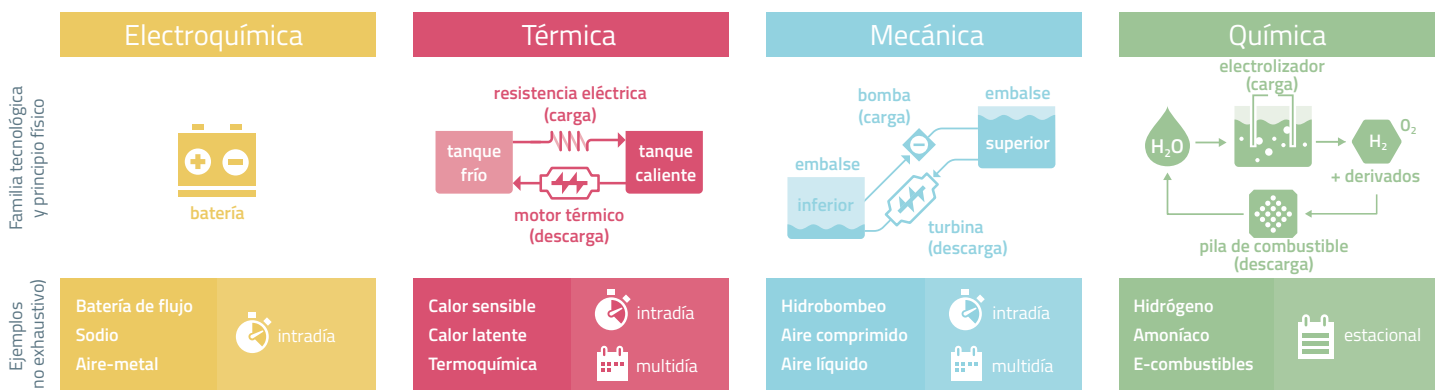 Electroquímica
Térmica
Mecánica
Química
Familia tecnológica
y principio físico
batería
resistencia eléctrica
(carga)
tanque
frío
tanque
caliente
motor térmico
(descarga)
bomba
(carga)
embalse
superior
embalse
inferior
turbina
(descarga)
electrolizador
(carga)
H₂O
H₂
O₂
+ derivados
pila de combustible
(descarga)
Ejemplos
no exhaustivo)
Batería de flujo
Sodio
Aire-metal
intradía
Calor sensible
Calor latente
Termoquímica
intradía
multidía
Hidrobombeo
Aire comprimido
Aire líquido
intradía
multidía
Hidrógeno
Amoníaco
E-combustibles
estacional